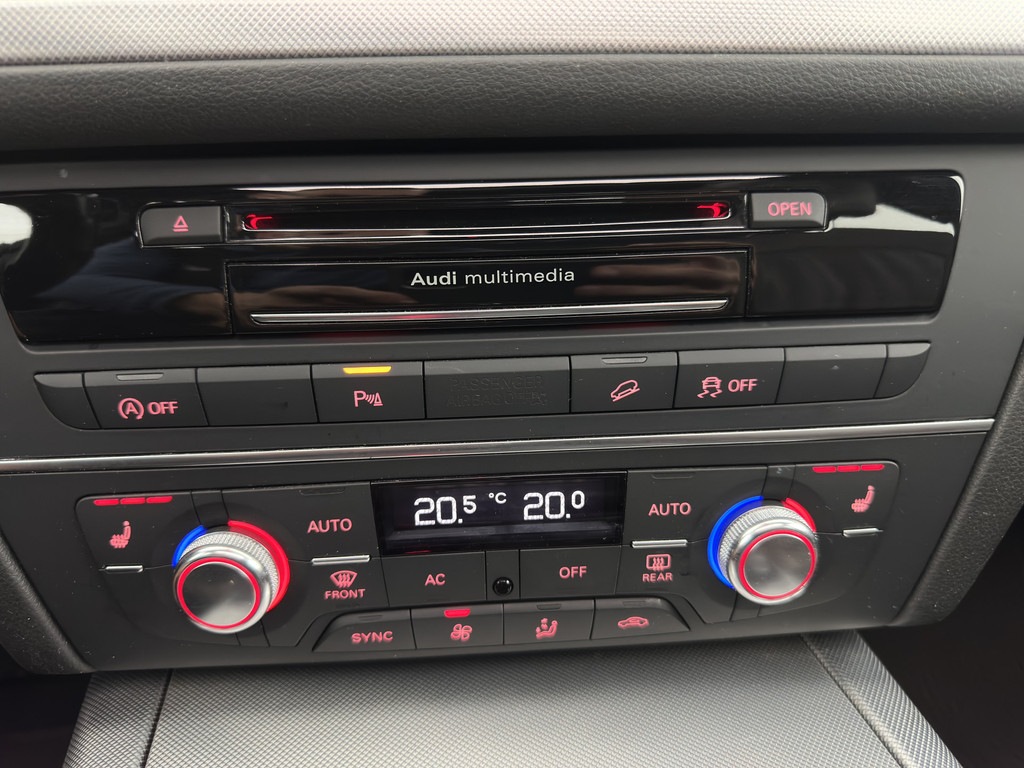 OPEN
Audi multimedia
A OFF
P
OFF
20.5 °C 20.0
AUTO
AUTO
FRONT
AC
OFF
REAR
SYNC